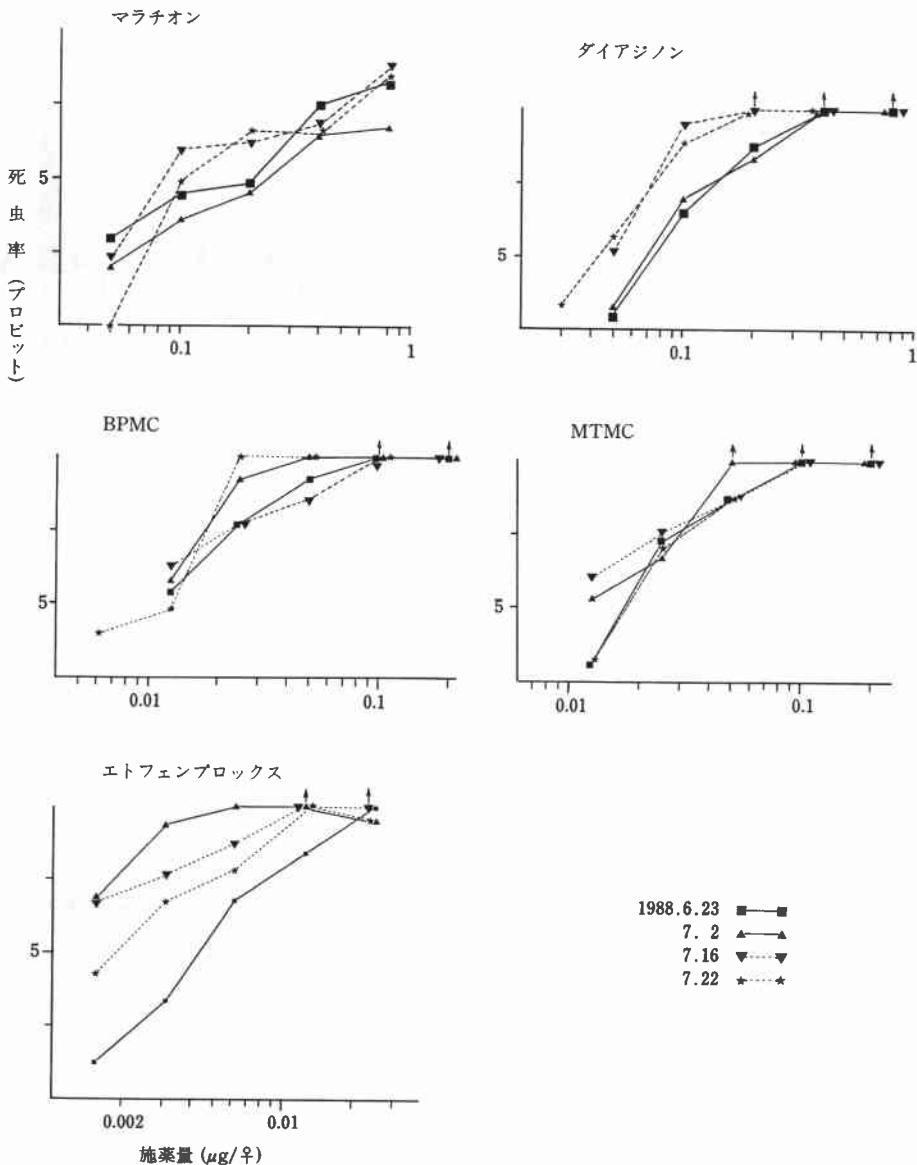 マラチオン
死虫率(プロビット)
5
0.1
1
ダイアジノン
5
0.1
1
BPMC
5
0.01
0.1
MTMC
5
0.01
0.1
エトフェンプロックス
5
0.002
0.01
施薬量 (μg/♀)
1988.6.23
7. 2
7.16
7.22